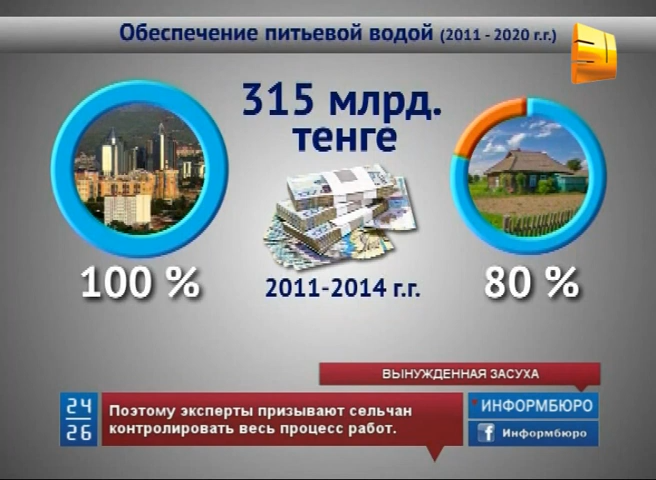 Обеспечение питьевой водой (2011 - 2020 г.г.)
315 млрд.
тенге
100 %
2011-2014 г.г.
80 %
ВЫНУЖДЕННАЯ ЗАСУХА
24
26
Поэтому эксперты призывают сельчан
контролировать весь процесс работ.
ИНФОРМБЮРО
f Информбюро